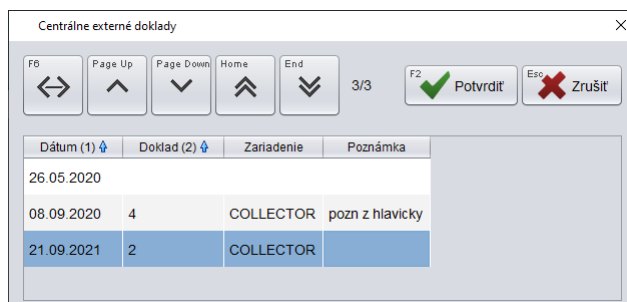 Centrálne externé doklady
F6
Page Up
Page Down
Home
End
3/3
F2 Potvrdiť
Esc Zrušiť
Dátum (1) Doklad (2) Zariadenie Poznámka
26.05.2020
08.09.2020 4 COLLECTOR pozn z hlavicky
21.09.2021 2 COLLECTOR